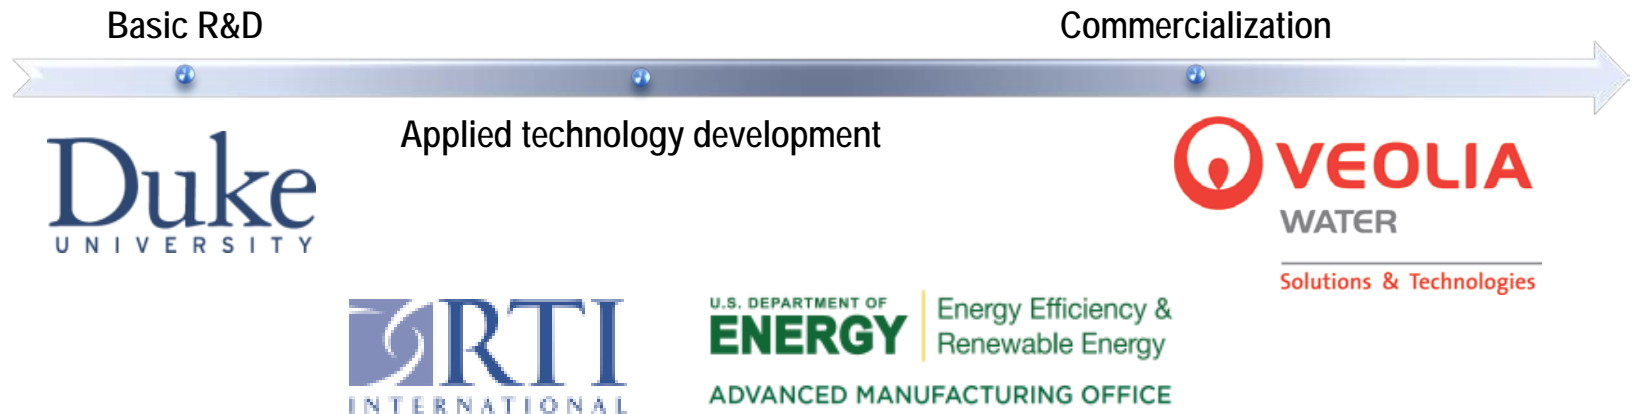 Basic R&D
Commercialization
Applied technology development
Duke
UNIVERSITY
VEOLIA
WATER
Solutions & Technologies
RTI
INTERNATIONAL
U.S. DEPARTMENT OF
ENERGY
Energy Efficiency &
Renewable Energy
ADVANCED MANUFACTURING OFFICE